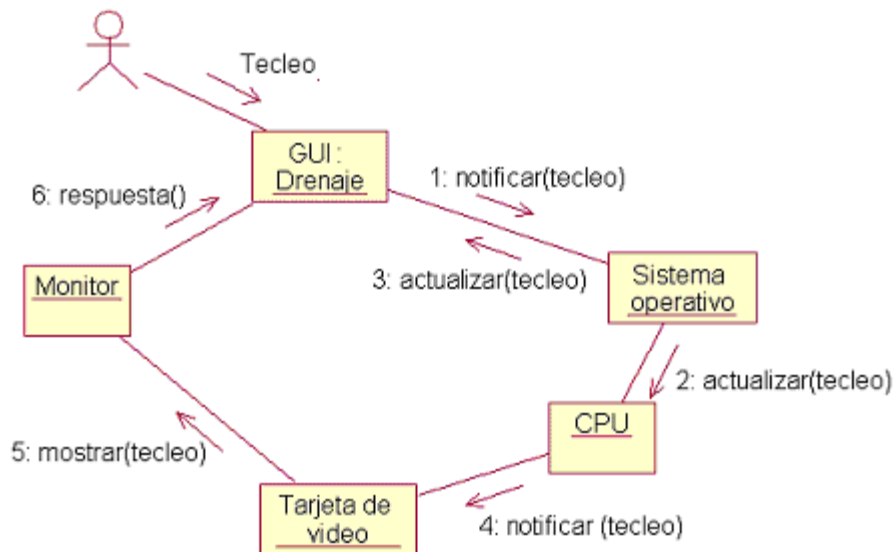 Tecleo
GUI :
Drenaje
1: notificar(tecleo)
6: respuesta()
3: actualizar(tecleo)
Monitor
Sistema
operativo
2: actualizar(tecleo)
CPU
5: mostrar(tecleo)
Tarjeta de
video
4: notificar (tecleo)